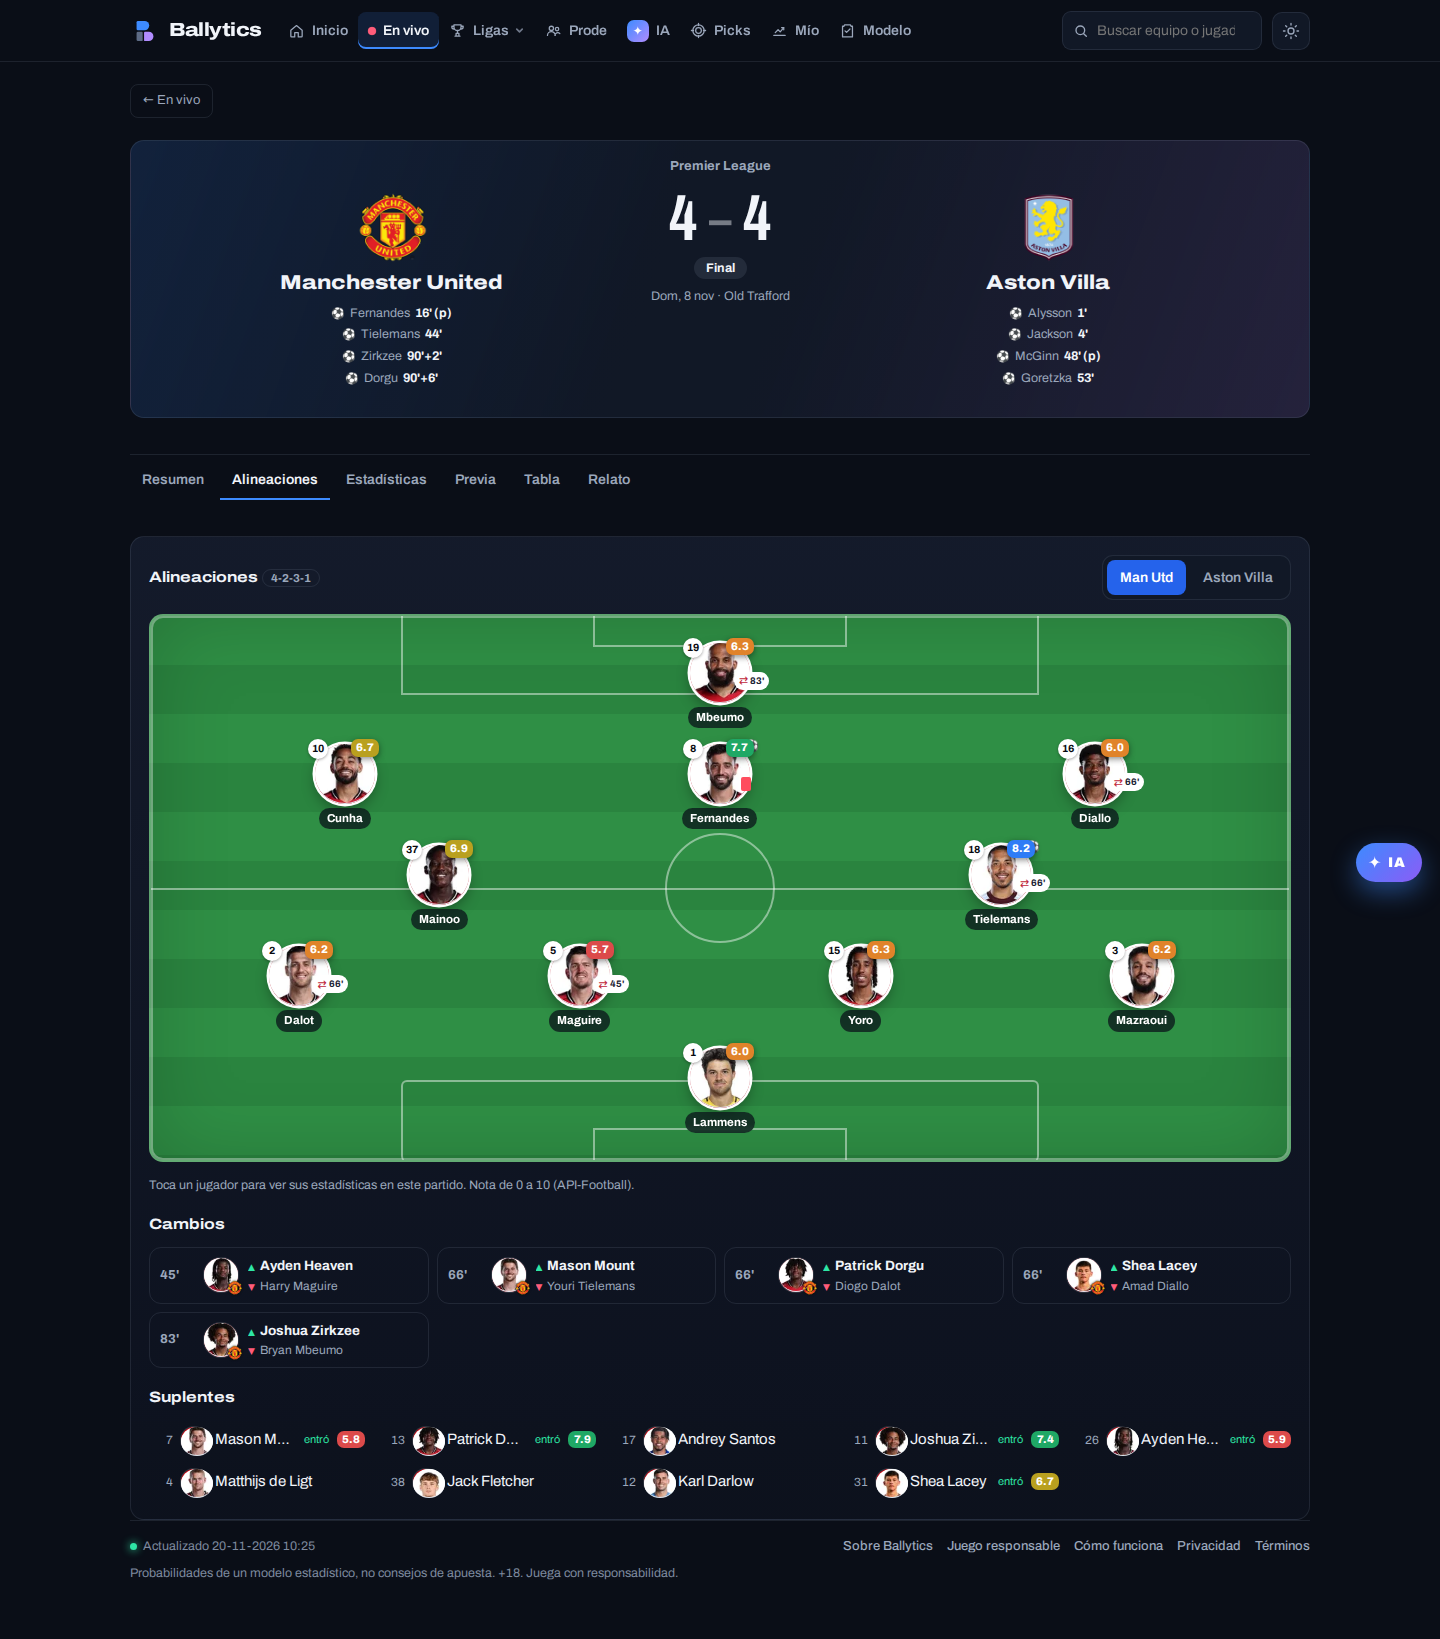 Ballytics
Inicio
En vivo
Ligas
Prode
IA
Picks
Mío
Modelo
Buscar equipo o jugad
← En vivo
Premier League
4 – 4
Final
Dom, 8 nov · Old Trafford
Manchester United
Fernandes 16' (p)
Tielemans 44'
Zirkzee 90'+2'
Dorgu 90'+6'
Aston Villa
Alysson 1'
Jackson 4'
McGinn 48' (p)
Goretzka 53'
Resumen
Alineaciones
Estadísticas
Previa
Tabla
Relato
Alineaciones 4-2-3-1
Man Utd
Aston Villa
19 6.3
83'
Mbeumo
10 6.7
Cunha
8 7.7
Fernandes
16 6.0
66'
Diallo
37 6.9
Mainoo
18 8.2
66'
Tielemans
2 6.2
66'
Dalot
5 5.7
45'
Maguire
15 6.3
Yoro
3 6.2
Mazraoui
1 6.0
Lammens
✦ IA
Toca un jugador para ver sus estadísticas en este partido. Nota de 0 a 10 (API-Football).
Cambios
45' ▲ Ayden Heaven
▼ Harry Maguire
66' ▲ Mason Mount
▼ Youri Tielemans
66' ▲ Patrick Dorgu
▼ Diogo Dalot
66' ▲ Shea Lacey
▼ Amad Diallo
83' ▲ Joshua Zirkzee
▼ Bryan Mbeumo
Suplentes
7 Mason M... entró 5.8
13 Patrick D... entró 7.9
17 Andrey Santos
11 Joshua Zi... entró 7.4
26 Ayden He... entró 5.9
4 Matthijs de Ligt
38 Jack Fletcher
12 Karl Darlow
31 Shea Lacey entró 6.7
Actualizado 20-11-2026 10:25
Sobre Ballytics
Juego responsable
Cómo funciona
Privacidad
Términos
Probabilidades de un modelo estadístico, no consejos de apuesta. +18. Juega con responsabilidad.